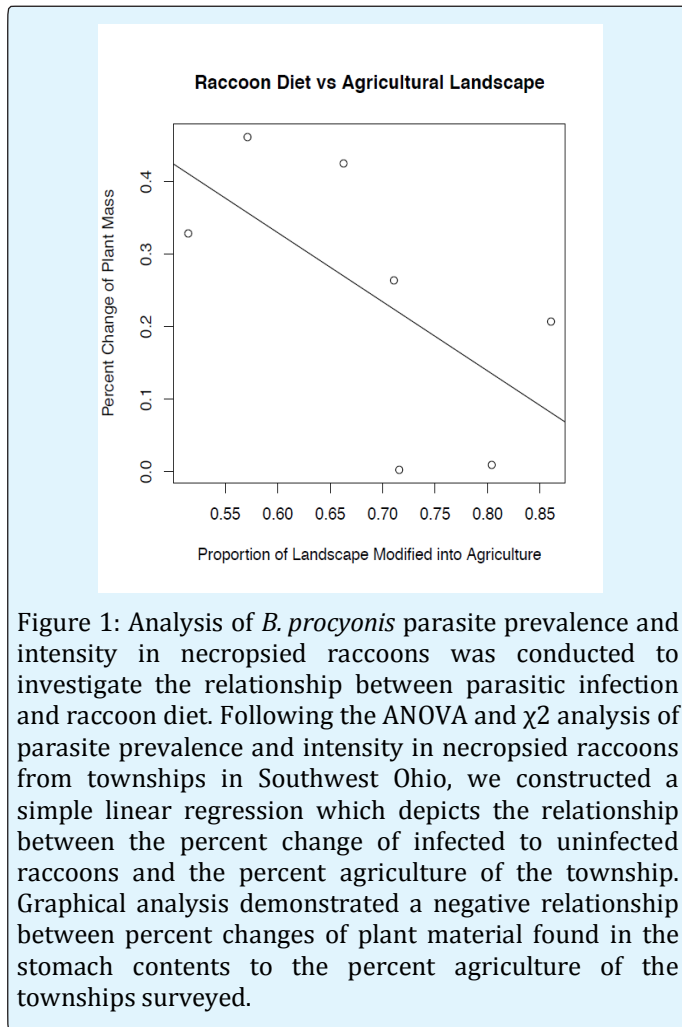 Raccoon Diet vs Agricultural Landscape
Percent Change of Plant Mass
0.4
0.3
0.2
0.1
0.0
0.55 0.60 0.65 0.70 0.75 0.80 0.85
Proportion of Landscape Modified into Agriculture
Figure 1: Analysis of B. procyonis parasite prevalence and
intensity in necropsied raccoons was conducted to
investigate the relationship between parasitic infection
and raccoon diet. Following the ANOVA and χ2 analysis of
parasite prevalence and intensity in necropsied raccoons
from townships in Southwest Ohio, we constructed a
simple linear regression which depicts the relationship
between the percent change of infected to uninfected
raccoons and the percent agriculture of the township.
Graphical analysis demonstrated a negative relationship
between percent changes of plant material found in the
stomach contents to the percent agriculture of the
townships surveyed.